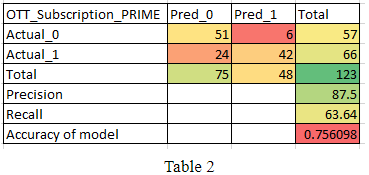 OTT_Subscription_PRIME Pred_0 Pred_1 Total
Actual_0 51 6 57
Actual_1 24 42 66
Total 75 48 123
Precision 87.5
Recall 63.64
Accuracy of model 0.756098
Table 2